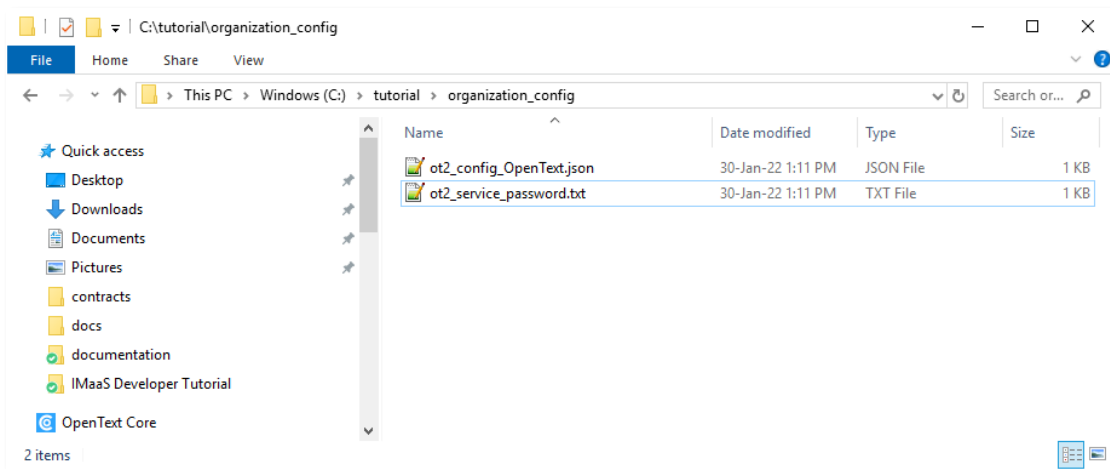 C:\tutorial\organization_config
File Home Share View
This PC > Windows (C:) > tutorial > organization_config Search or...
Name Date modified Type Size
Quick access
Desktop
Downloads
Documents
Pictures
contracts
docs
documentation
IMaaS Developer Tutorial
OpenText Core
ot2_config_OpenText.json 30-Jan-22 1:11 PM JSON File 1 KB
ot2_service_password.txt 30-Jan-22 1:11 PM TXT File 1 KB
2 items